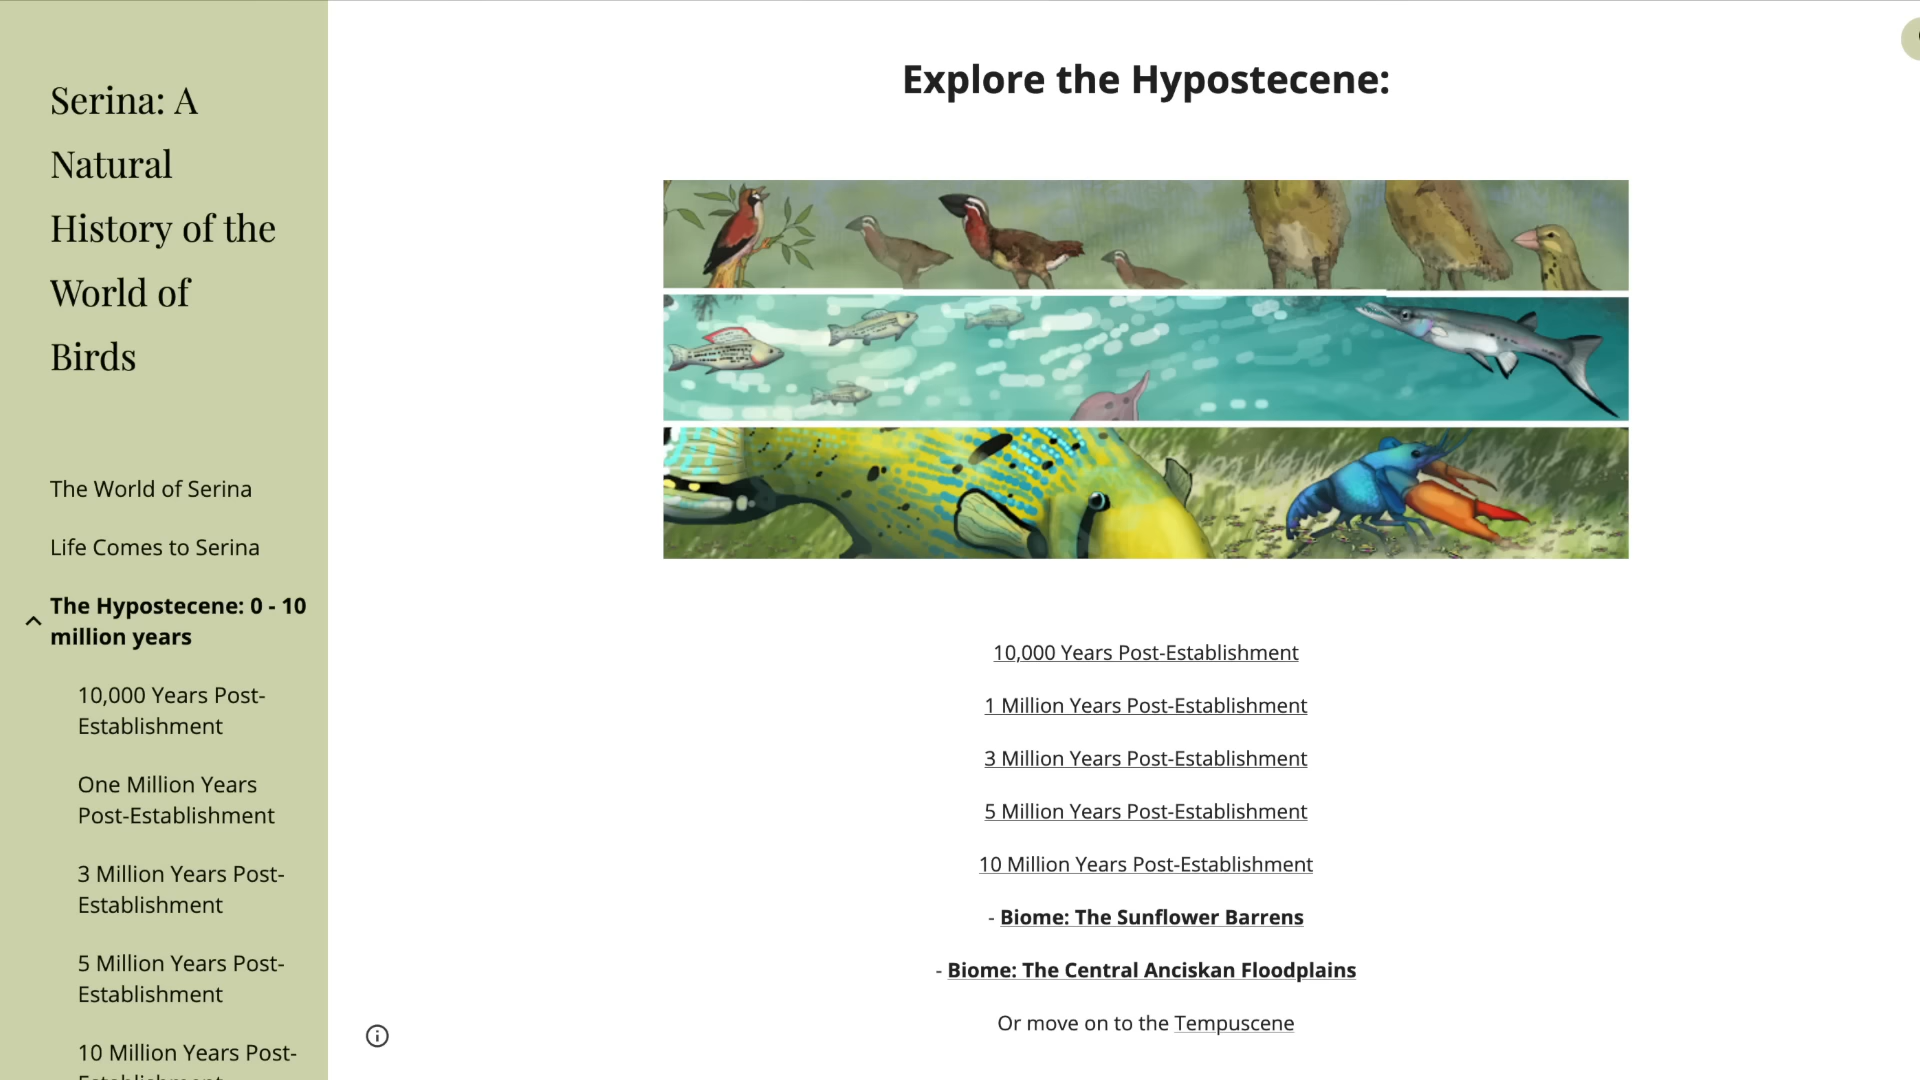 Serina: A
Natural
History of the
World of
Birds
The World of Serina
Life Comes to Serina
The Hypostecene: 0 - 10
million years
10,000 Years Post-
Establishment
One Million Years
Post-Establishment
3 Million Years Post-
Establishment
5 Million Years Post-
Establishment
10 Million Years Post-
Explore the Hypostecene:
10,000 Years Post-Establishment
1 Million Years Post-Establishment
3 Million Years Post-Establishment
5 Million Years Post-Establishment
10 Million Years Post-Establishment
- Biome: The Sunflower Barrens
- Biome: The Central Anciskan Floodplains
Or move on to the Tempuscene